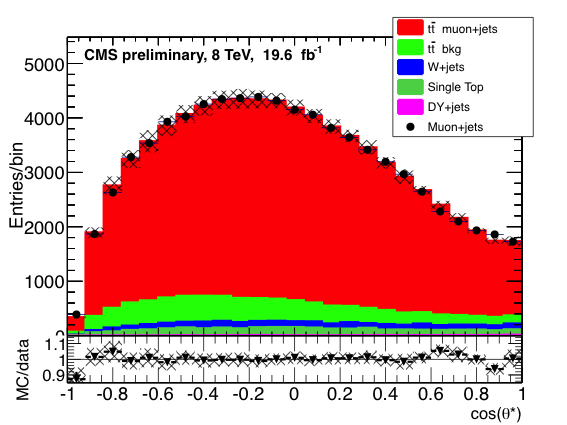 CMS preliminary, 8 TeV, 19.6 fb⁻¹
tt̄ muon+jets
tt̄ bkg
W+jets
Single Top
DY+jets
Muon+jets
Entries/bin
5000
4000
3000
2000
1000
0
MC/data
1.1
1
0.9
-1 -0.8 -0.6 -0.4 -0.2 0 0.2 0.4 0.6 0.8 1
cos(θ*)